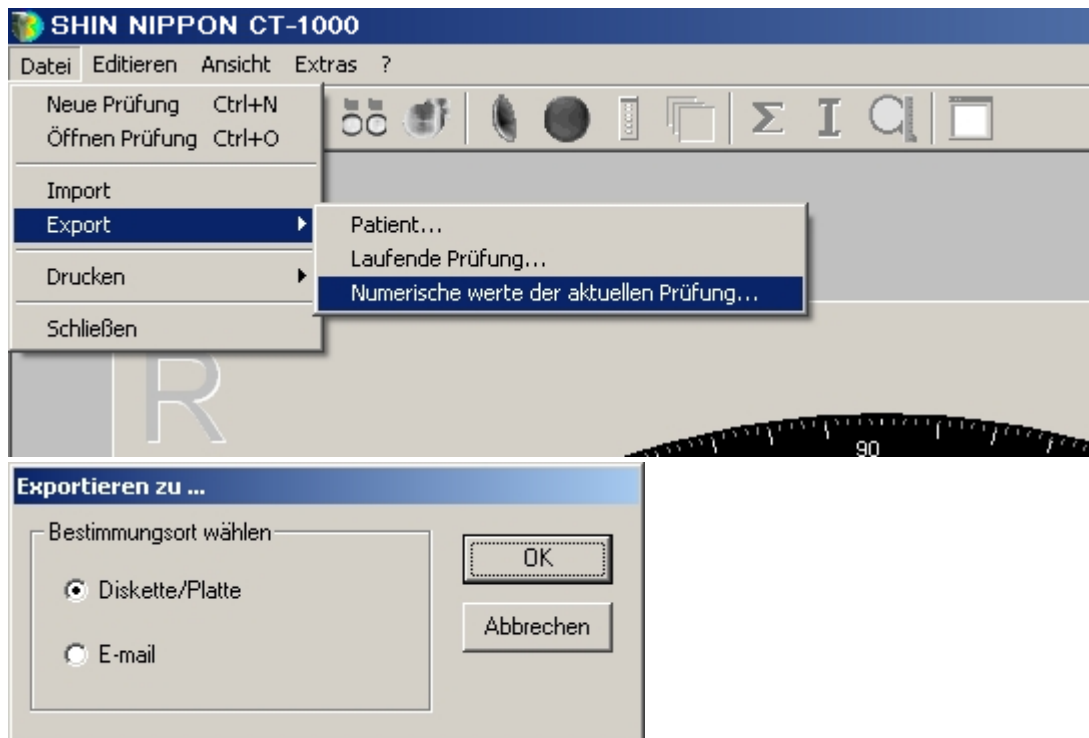 SHIN NIPPON CT-1000
Datei Editieren Ansicht Extras ?
Neue Prüfung Ctrl+N
Öffnen Prüfung Ctrl+O
Import
Export
Patient...
Laufende Prüfung...
Drucken
Numerische werte der aktuellen Prüfung...
Schließen
R
90
Exportieren zu ...
Bestimmungsort wählen
Diskette/Platte
E-mail
OK
Abbrechen